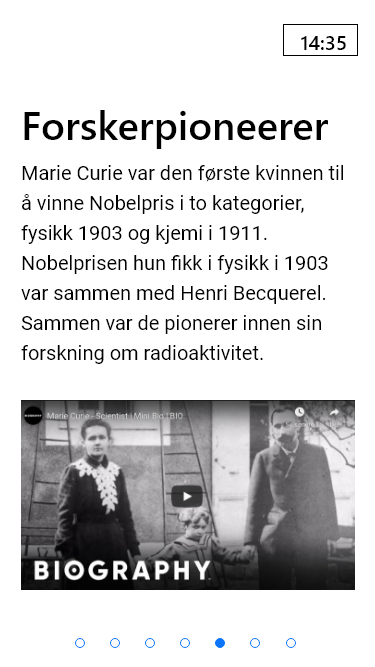 14:35
Forskerpioneerer
Marie Curie var den første kvinnen til
å vinne Nobelpris i to kategorier,
fysikk 1903 og kjemi i 1911.
Nobelprisen hun fikk i fysikk i 1903
var sammen med Henri Becquerel.
Sammen var de pionerer innen sin
forskning om radioaktivitet.
BIOGRAPHY
Marie Curie - Scientist | Mini Bio | BIO
BIOGRAPHY